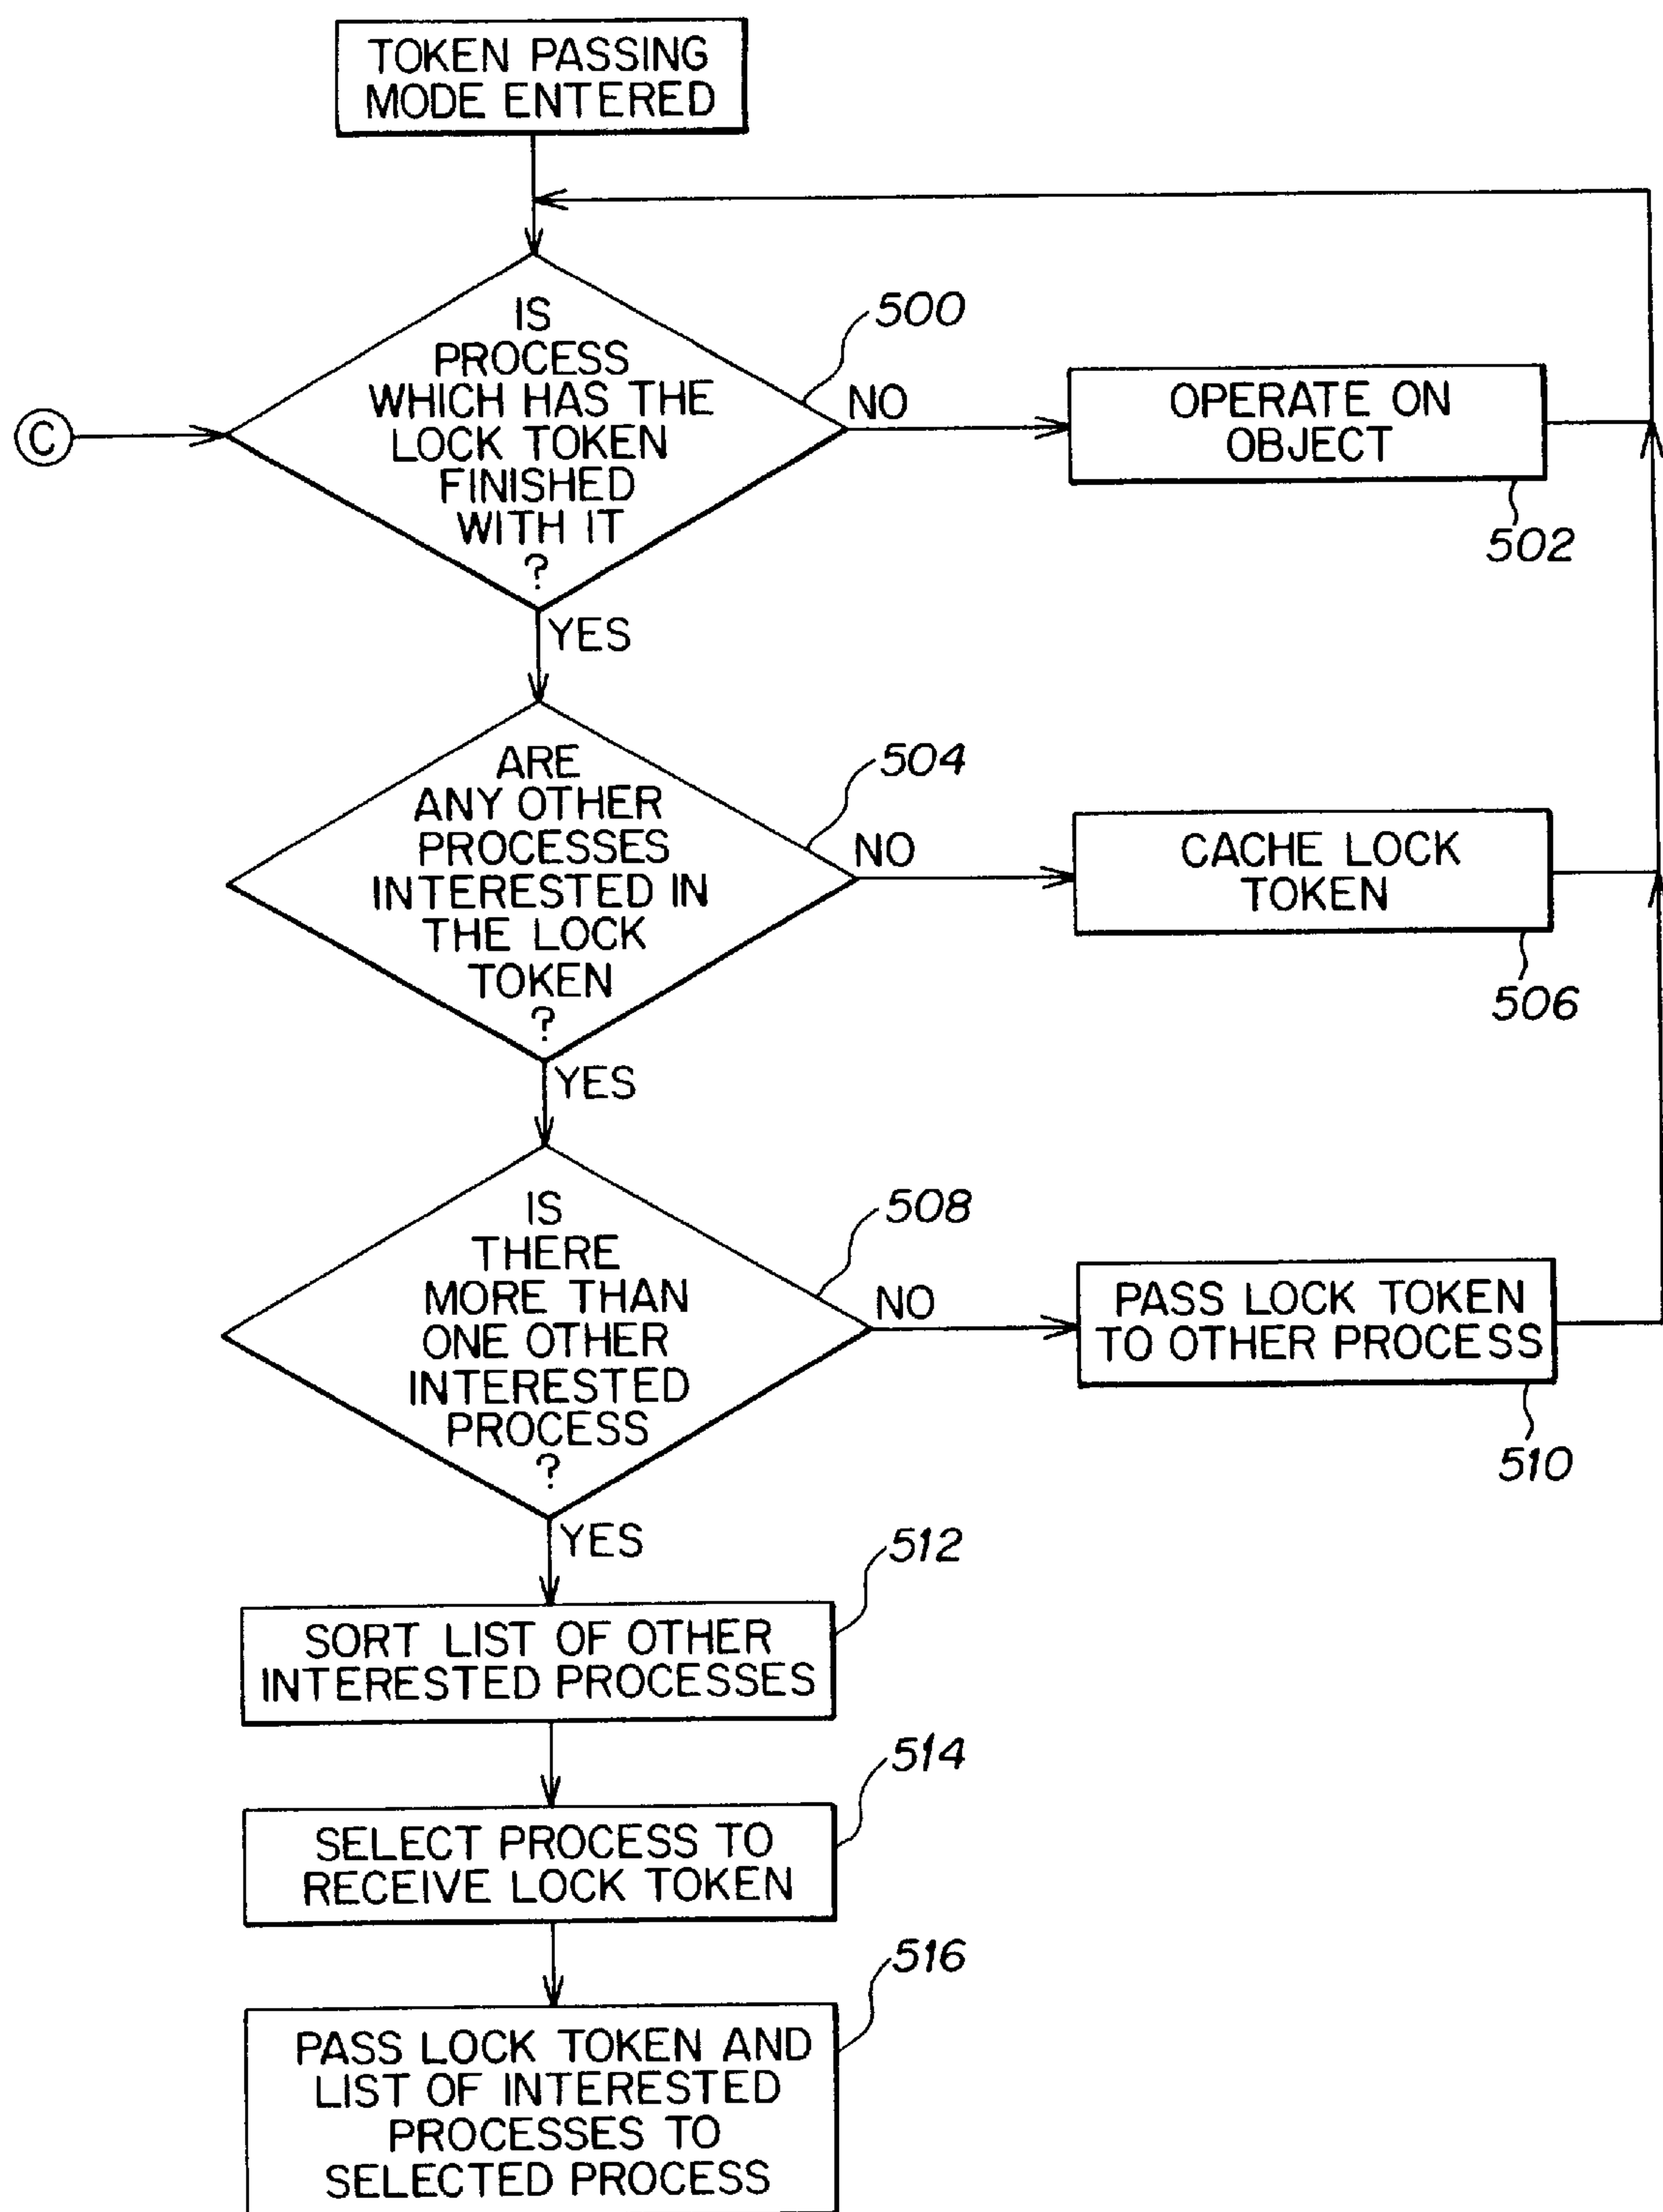 TOKEN PASSING
MODE ENTERED
IS
PROCESS
WHICH HAS THE
LOCK TOKEN
FINISHED
WITH IT
?
500
NO
OPERATE ON
OBJECT
502
C
YES
ARE
ANY OTHER
PROCESSES
INTERESTED IN
THE LOCK
TOKEN
?
504
NO
CACHE LOCK
TOKEN
506
YES
IS
THERE
MORE THAN
ONE OTHER
INTERESTED
PROCESS
?
508
NO
PASS LOCK TOKEN
TO OTHER PROCESS
510
YES
512
SORT LIST OF OTHER
INTERESTED PROCESSES
514
SELECT PROCESS TO
RECEIVE LOCK TOKEN
516
PASS LOCK TOKEN AND
LIST OF INTERESTED
PROCESSES TO
SELECTED PROCESS